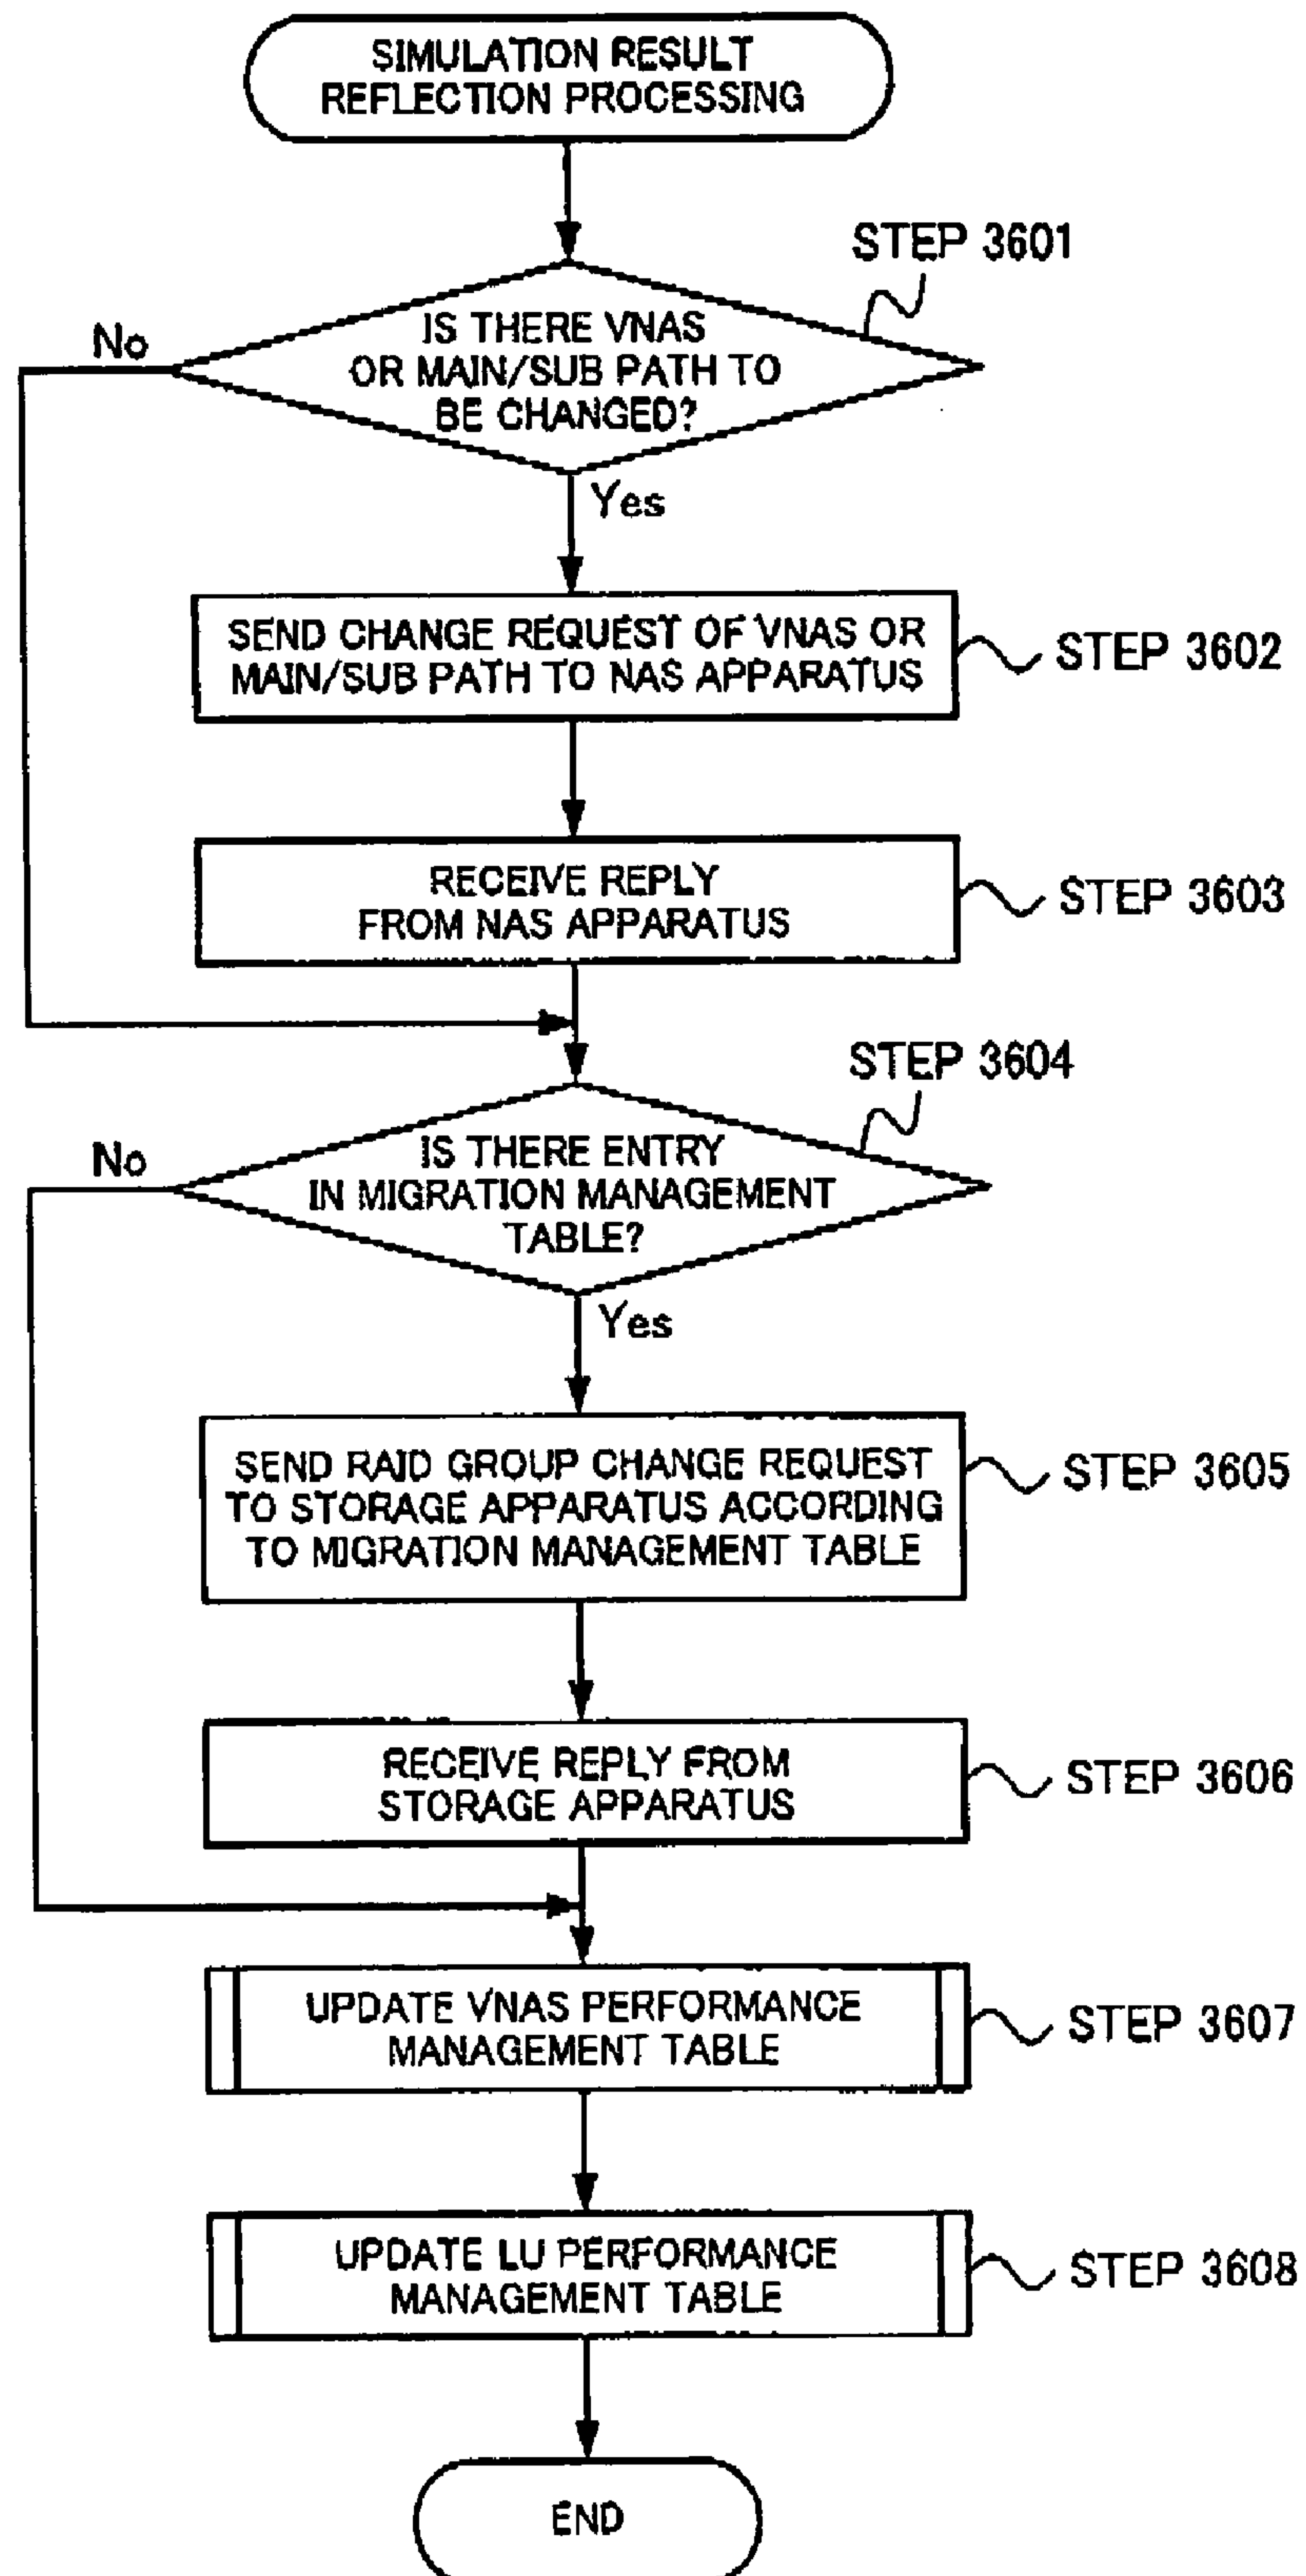 SIMULATION RESULT
REFLECTION PROCESSING
STEP 3601
No
IS THERE VNAS
OR MAIN/SUB PATH TO
BE CHANGED?
Yes
SEND CHANGE REQUEST OF VNAS OR
MAIN/SUB PATH TO NAS APPARATUS
STEP 3602
RECEIVE REPLY
FROM NAS APPARATUS
STEP 3603
STEP 3604
No
IS THERE ENTRY
IN MIGRATION MANAGEMENT
TABLE?
Yes
SEND RAID GROUP CHANGE REQUEST
TO STORAGE APPARATUS ACCORDING
TO MIGRATION MANAGEMENT TABLE
STEP 3605
RECEIVE REPLY FROM
STORAGE APPARATUS
STEP 3606
UPDATE VNAS PERFORMANCE
MANAGEMENT TABLE
STEP 3607
UPDATE LU PERFORMANCE
MANAGEMENT TABLE
STEP 3608
END